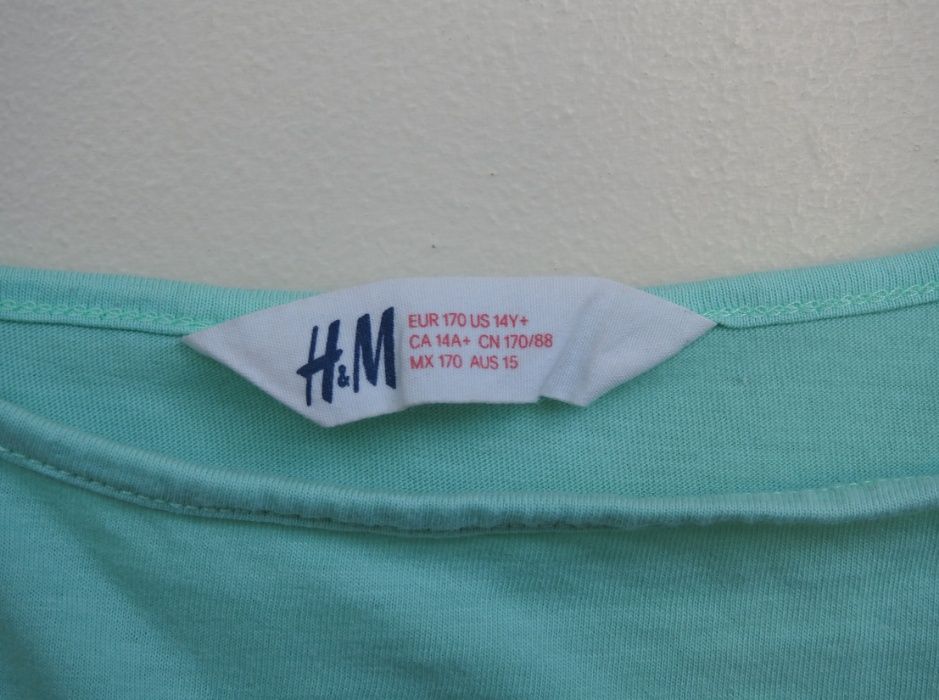 H&M
EUR 170 US 14Y+
CA 14A+ CN 170/88
MX 170 AUS 15